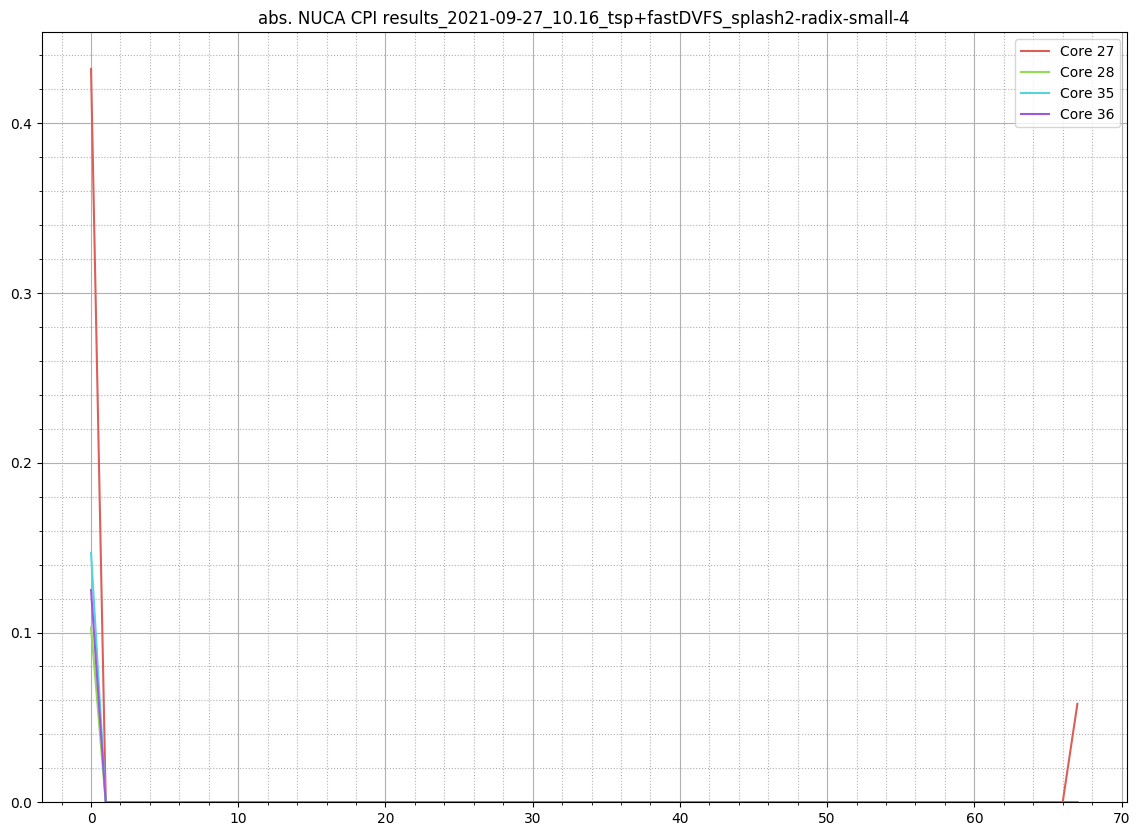 abs. NUCA CPI results_2021-09-27_10.16_tsp+fastDVFS_splash2-radix-small-4
Core 27
Core 28
Core 35
Core 36
0.4
0.3
0.2
0.1
0.0
0 10 20 30 40 50 60 70